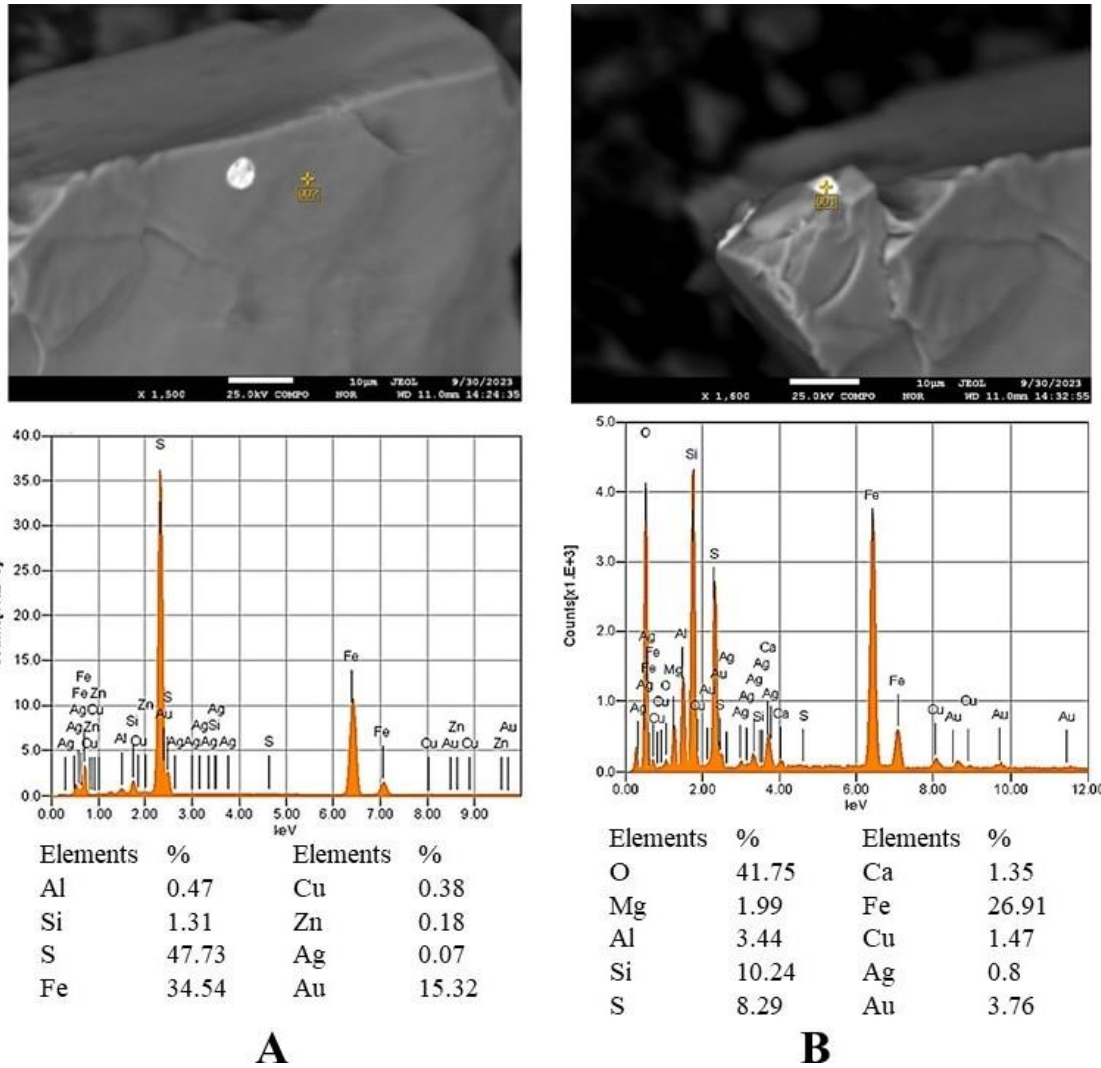 007
10µm JEOL 9/30/2023
X 1,500 25.0kV COMPO NOR WD 11.0mm 14:24:35
001
10µm JEOL 9/30/2023
X 1,600 25.0kV COMPO NOR WD 11.0mm 14:32:55
40.0
S
35.0
30.0
25.0
20.0
15.0
Fe
10.0
Fe
Fe Zn
Ag Cu
Ag Zn
Ag Cu
Al
Si
Cu
Zn
Au
S
Ag
Ag Si
Ag Ag Ag Ag
S
Fe
Cu
Zn
Au Cu
Au
Zn
5.0
0.0
0.00 1.00 2.00 3.00 4.00 5.00 6.00 7.00 8.00 9.00
keV
Elements % Elements %
Al 0.47 Cu 0.38
Si 1.31 Zn 0.18
S 47.73 Ag 0.07
Fe 34.54 Au 15.32
A
Counts[x1.E+3]
5.0
O
4.0
Si
Fe
3.0
S
2.0
Ag
Fe
Fe O
Ag Cu
Ag Cu
Mg
Al
Cu
Au
Au
S
Ag
Ag
Ag
Ag
Si
Ca
Ag
Ca
S
Fe
Cu
Au
Cu
Au
Au
1.0
0.0
0.00 2.00 4.00 6.00 8.00 10.00 12.00
keV
Elements % Elements %
O 41.75 Ca 1.35
Mg 1.99 Fe 26.91
Al 3.44 Cu 1.47
Si 10.24 Ag 0.8
S 8.29 Au 3.76
B